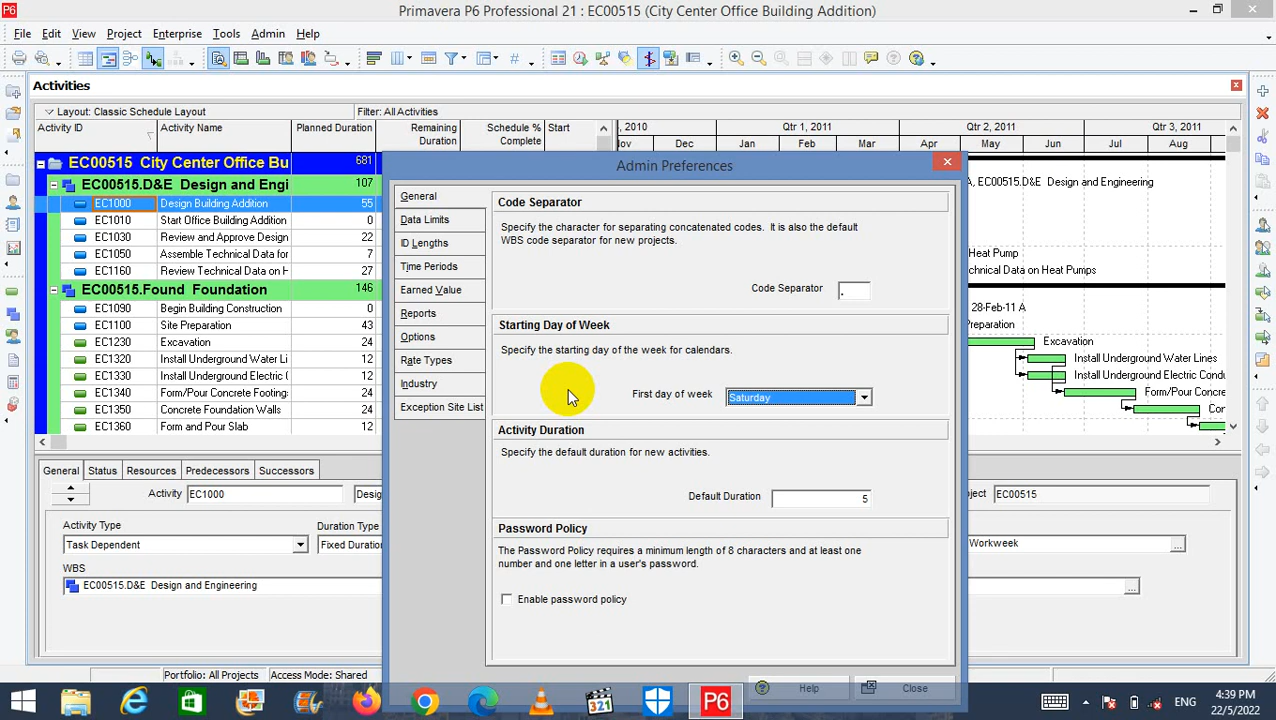 P6 Primavera P6 Professional 21 : EC00515 (City Center Office Building Addition)
File Edit View Project Enterprise Tools Admin Help
Activities
Layout: Classic Schedule Layout Filter: All Activities
Activity ID Activity Name Planned Duration Remaining Duration Schedule % Complete Start
, 2010 Qtr 1, 2011 Qtr 2, 2011 Qtr 3, 2011
ov Dec Jan Feb Mar Apr May Jun Jul Aug
EC00515 City Center Office Bu 681
EC00515.D&E Design and Engi 107
A, EC00515.D&E Design and Engineering
EC1000 Design Building Addition 55
EC1010 Start Office Building Addition 0
EC1030 Review and Approve Design 22
EC1050 Assemble Technical Data for 7
Heat Pump
EC1160 Review Technical Data on H 27
chnical Data on Heat Pumps
EC00515.Found Foundation 146
EC1090 Begin Building Construction 0
28-Feb-11 A
EC1100 Site Preparation 43
Preparation
EC1230 Excavation 24
Excavation
EC1320 Install Underground Water Li 12
Install Underground Water Lines
EC1330 Install Underground Electric ( 12
Install Underground Electric Condu
EC1340 Form/Pour Concrete Footings 24
Form/Pour Concre
EC1350 Concrete Foundation Walls 24
Con
EC1360 Form and Pour Slab 12
Admin Preferences
General
Data Limits
ID Lengths
Time Periods
Earned Value
Reports
Options
Rate Types
Industry
Exception Site List
Code Separator
Specify the character for separating concatenated codes. It is also the default
WBS code separator for new projects.
Code Separator .
Starting Day of Week
Specify the starting day of the week for calendars.
First day of week Saturday
Activity Duration
Specify the default duration for new activities.
Default Duration 5
Password Policy
The Password Policy requires a minimum length of 8 characters and at least one
number and one letter in a user's password.
Enable password policy
Help Close
General Status Resources Predecessors Successors
Activity EC1000 Des oject EC00515
Activity Type Duration Type
Task Dependent Fixed Duratio Workweek ...
WBS
EC00515.D&E Design and Engineering ...
Portfolio: All Projects Access Mode: Shared
321 P6 ENG 4:39 PM
22/5/2022